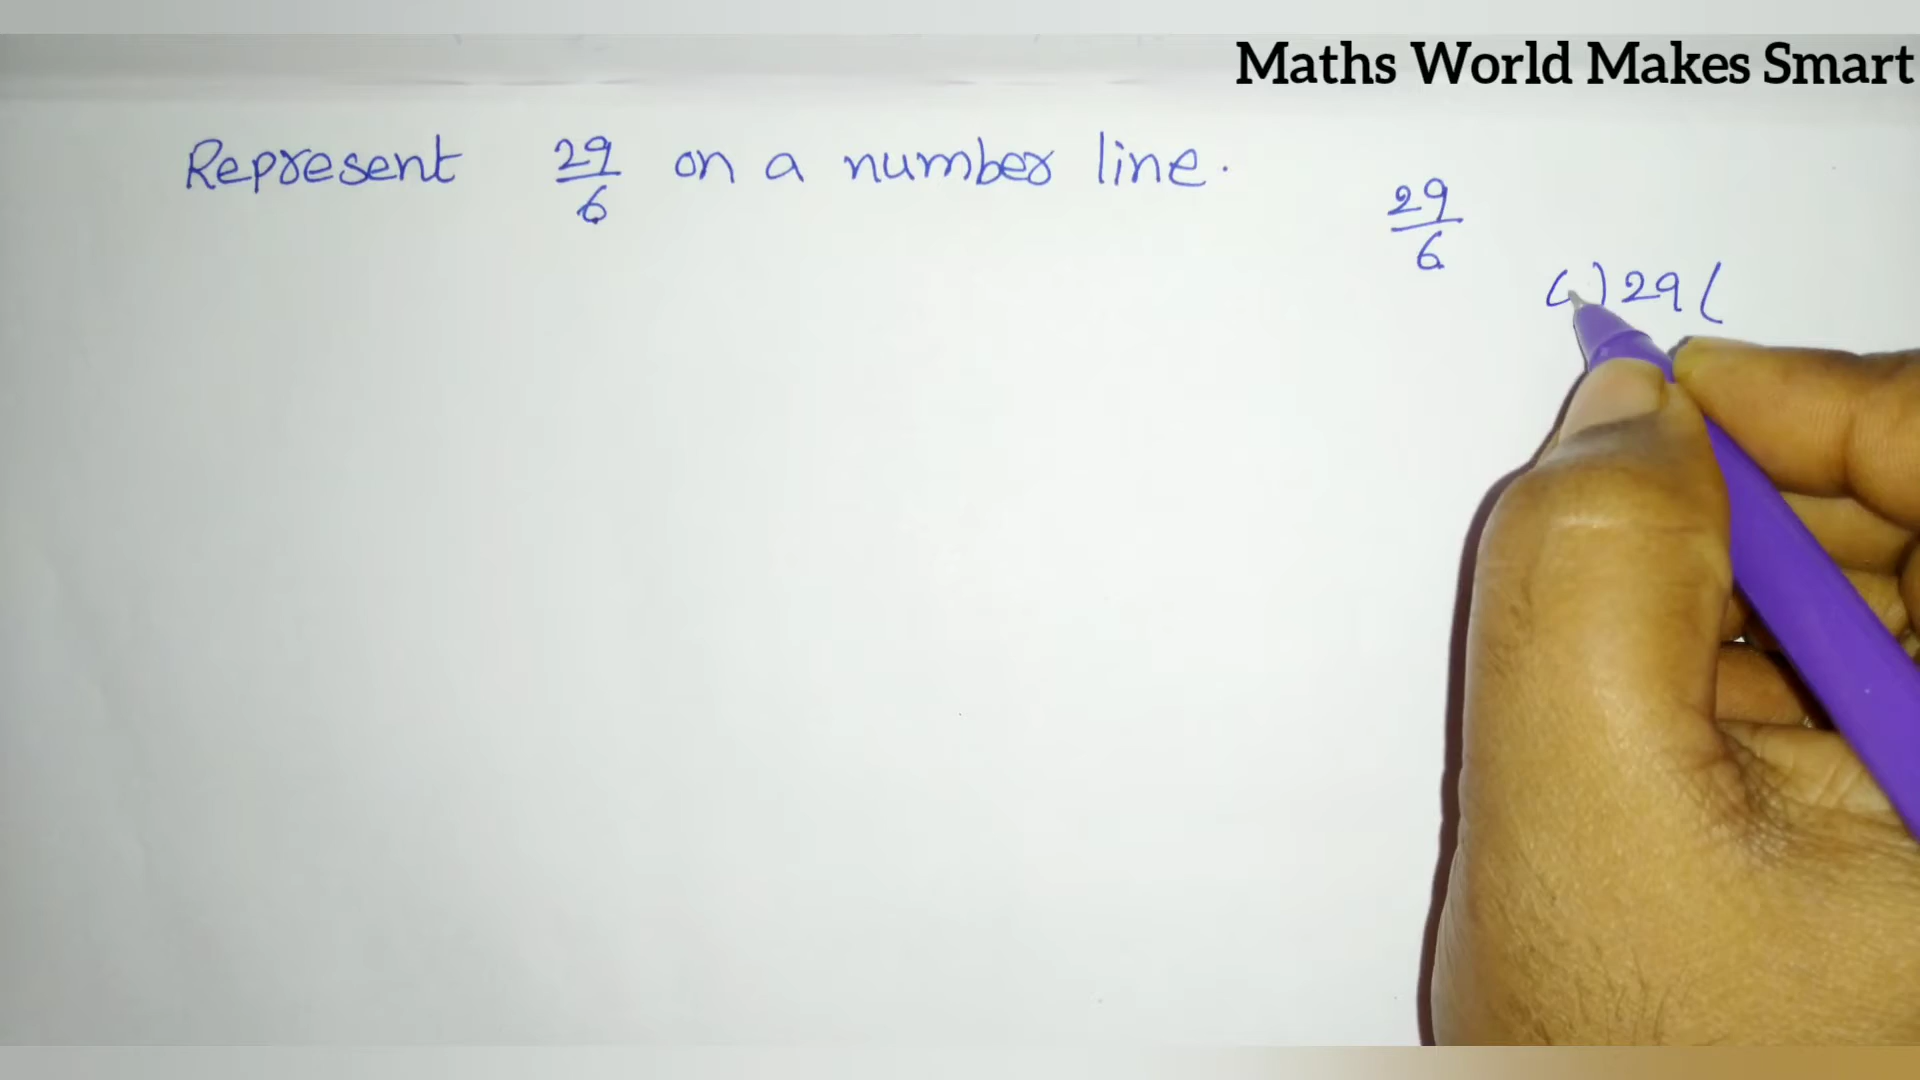 Maths World Makes Smart
Represent 29/6 on a number line.
29/6
6)29(